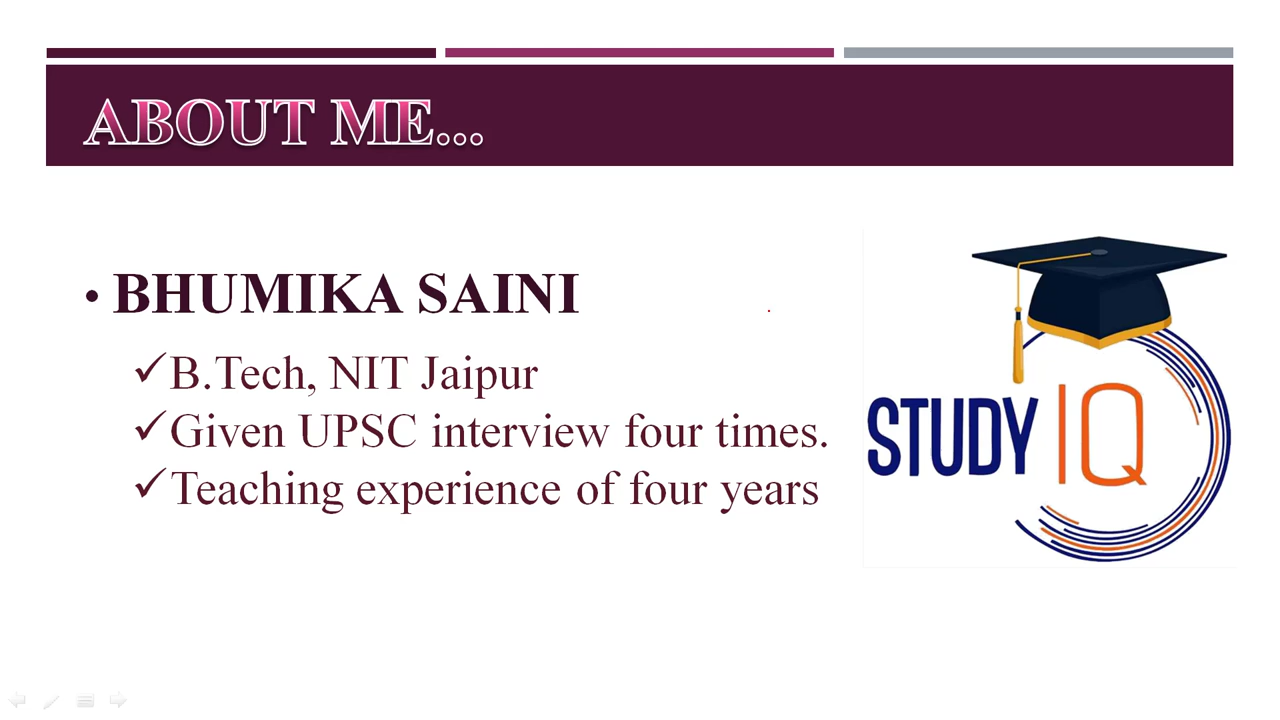 ABOUT ME...
• BHUMIKA SAINI
✓B.Tech, NIT Jaipur
✓Given UPSC interview four times.
✓Teaching experience of four years
STUDY IQ